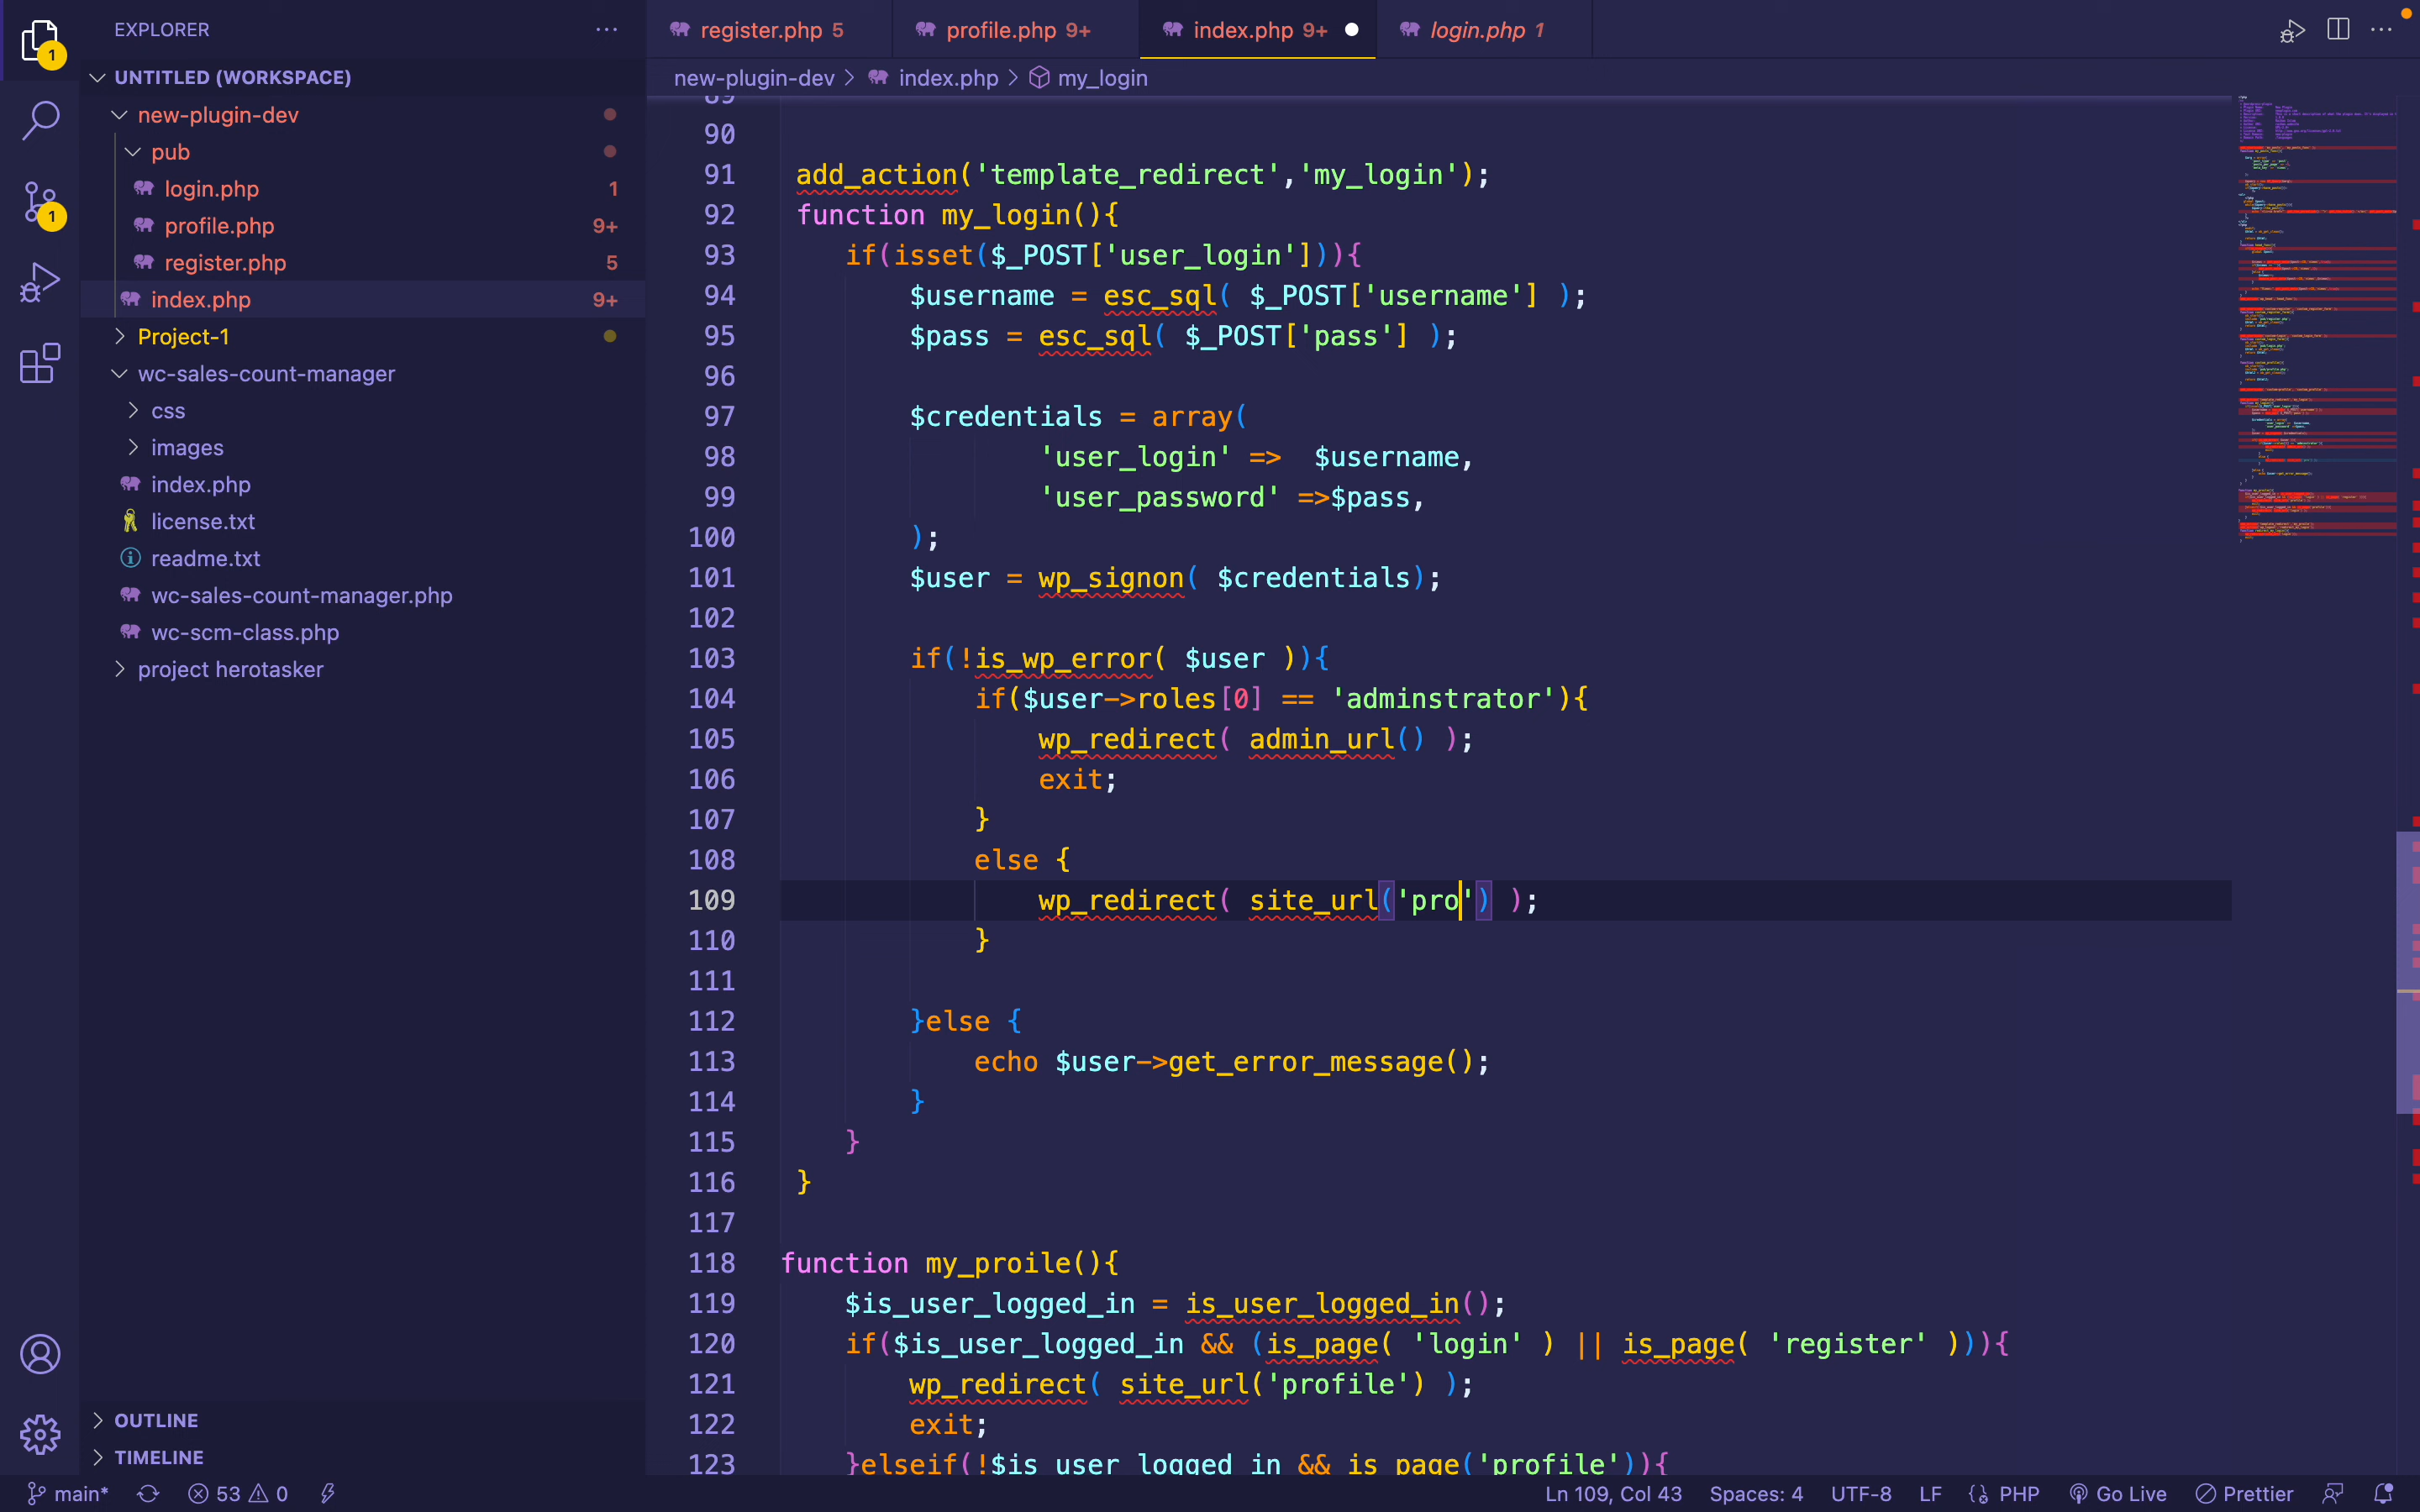 EXPLORER
register.php 5
profile.php 9+
index.php 9+
login.php 1
UNTITLED (WORKSPACE)
new-plugin-dev
pub
login.php 1
profile.php 9+
register.php 5
index.php 9+
Project-1
wc-sales-count-manager
css
images
index.php
license.txt
readme.txt
wc-sales-count-manager.php
wc-scm-class.php
project herotasker
OUTLINE
TIMELINE
1
1
new-plugin-dev > index.php > my_login
89
90
91 add_action('template_redirect','my_login');
92 function my_login(){
93 if(isset($_POST['user_login'])){
94 $username = esc_sql( $_POST['username'] );
95 $pass = esc_sql( $_POST['pass'] );
96
97 $credentials = array(
98 'user_login' => $username,
99 'user_password' =>$pass,
100 );
101 $user = wp_signon( $credentials);
102
103 if(!is_wp_error( $user )){
104 if($user->roles[0] == 'adminstrator'){
105 wp_redirect( admin_url() );
106 exit;
107 }
108 else {
109 wp_redirect( site_url('pro') );
110 }
111
112 }else {
113 echo $user->get_error_message();
114 }
115 }
116 }
117
118 function my_proile(){
119 $is_user_logged_in = is_user_logged_in();
120 if($is_user_logged_in && (is_page( 'login' ) || is_page( 'register' ))){
121 wp_redirect( site_url('profile') );
122 exit;
123 }elseif(!$is_user_logged_in && is_page('profile')){
main* 53 0 Ln 109, Col 43 Spaces: 4 UTF-8 LF PHP Go Live Prettier